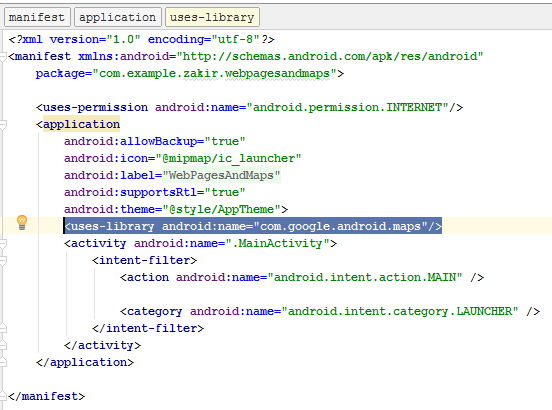 manifest application uses-library
<?xml version="1.0" encoding="utf-8"?>
<manifest xmlns:android="http://schemas.android.com/apk/res/android"
    package="com.example.zakir.webpagesandmaps">

    <uses-permission android:name="android.permission.INTERNET"/>
    <application
        android:allowBackup="true"
        android:icon="@mipmap/ic_launcher"
        android:label="WebPagesAndMaps"
        android:supportsRtl="true"
        android:theme="@style/AppTheme">
        <uses-library android:name="com.google.android.maps"/>
        <activity android:name=".MainActivity">
            <intent-filter>
                <action android:name="android.intent.action.MAIN" />

                <category android:name="android.intent.category.LAUNCHER" />
            </intent-filter>
        </activity>
    </application>

</manifest>